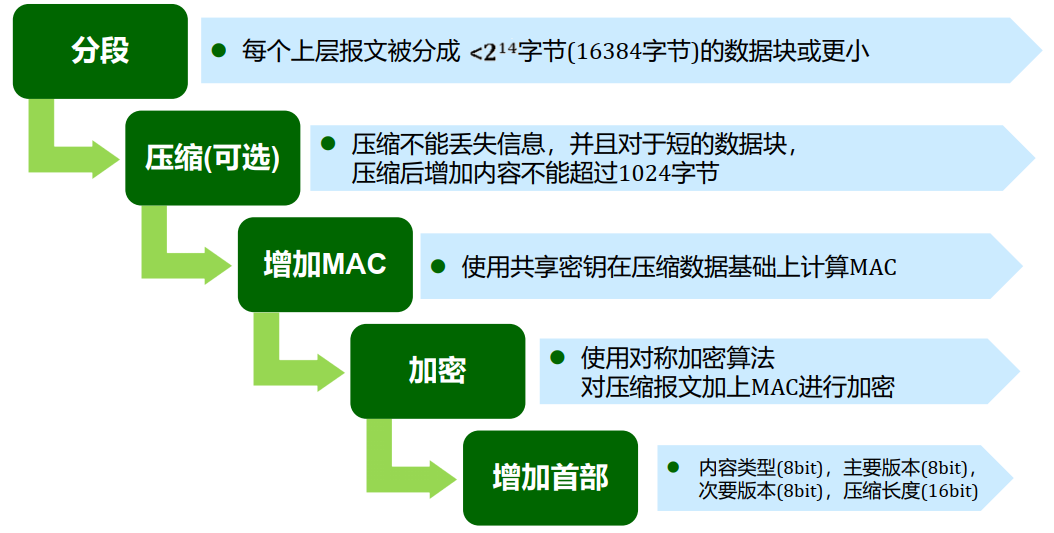 分段
● 每个上层报文被分成 <2¹⁴字节(16384字节)的数据块或更小
压缩(可选)
● 压缩不能丢失信息，并且对于短的数据块，
压缩后增加内容不能超过1024字节
增加MAC
● 使用共享密钥在压缩数据基础上计算MAC
加密
● 使用对称加密算法
对压缩报文加上MAC进行加密
增加首部
● 内容类型(8bit)，主要版本(8bit)，
次要版本(8bit)，压缩长度(16bit)